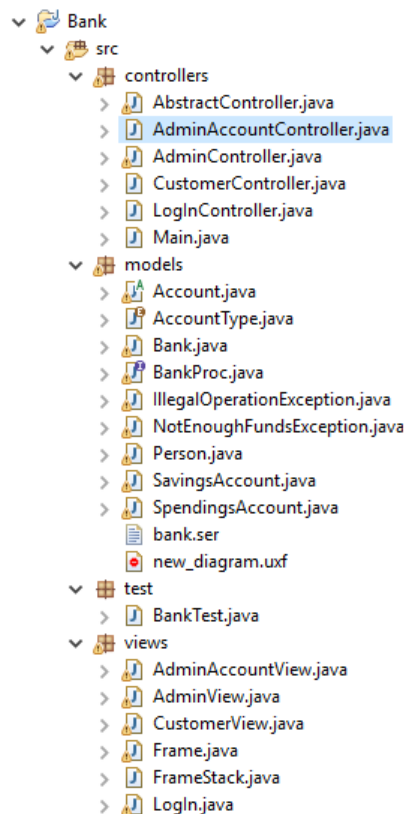 Bank
src
controllers
AbstractController.java
AdminAccountController.java
AdminController.java
CustomerController.java
LogInController.java
Main.java
models
Account.java
AccountType.java
Bank.java
BankProc.java
IllegalOperationException.java
NotEnoughFundsException.java
Person.java
SavingsAccount.java
SpendingsAccount.java
bank.ser
new_diagram.uxf
test
BankTest.java
views
AdminAccountView.java
AdminView.java
CustomerView.java
Frame.java
FrameStack.java
LogIn.java